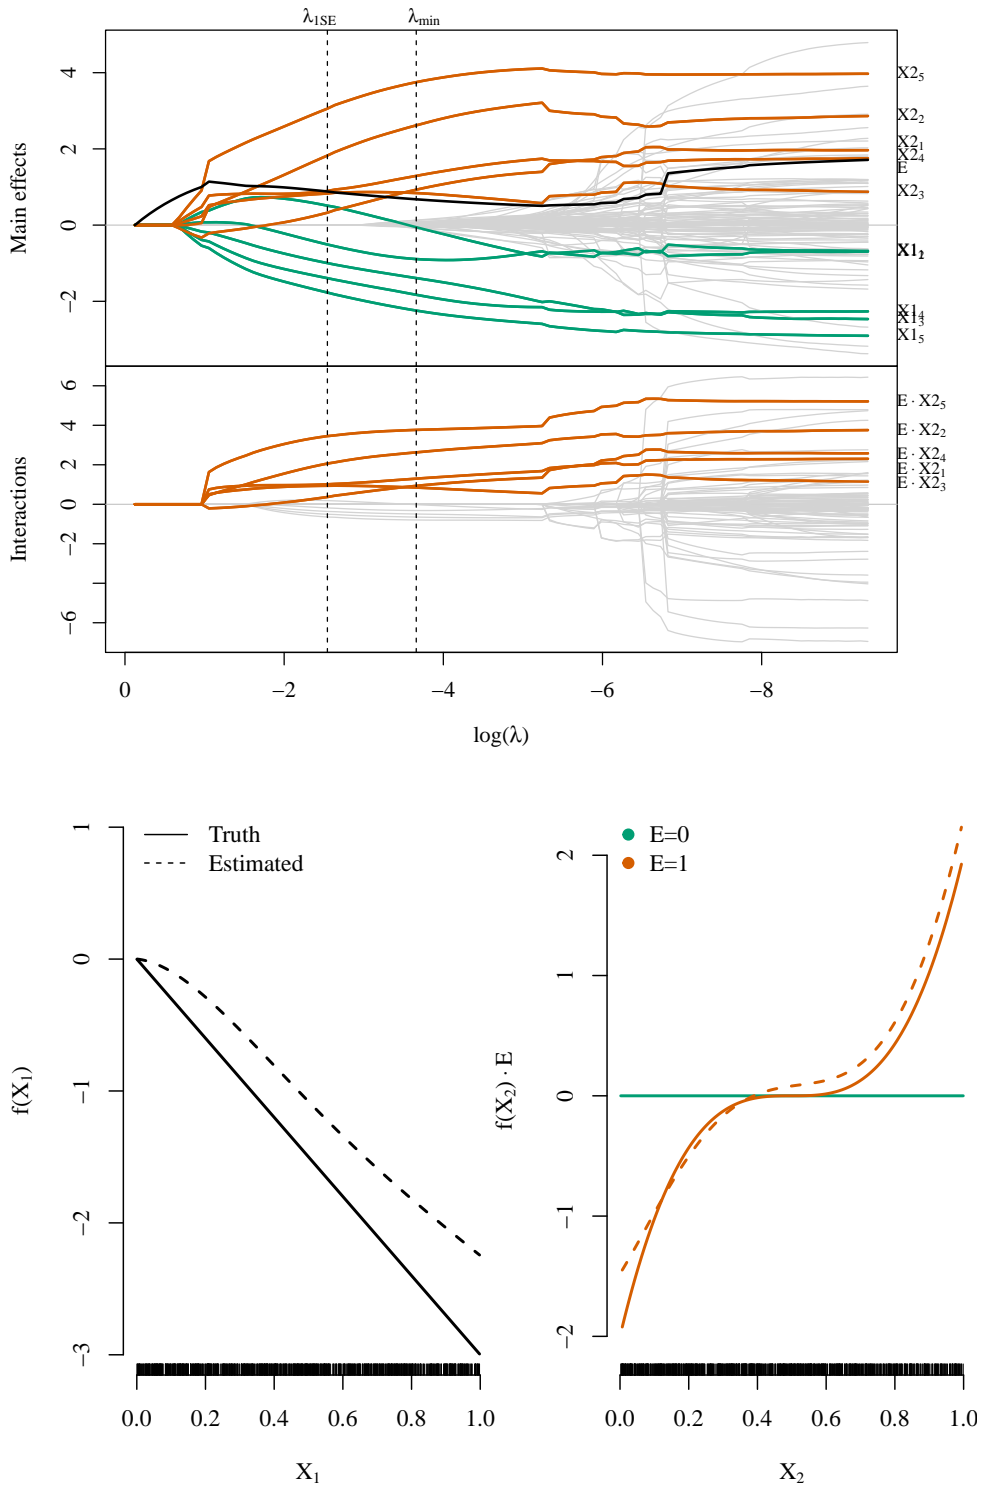 λ1SE λmin
Main effects
4
2
0
−2
X2₅
X2₂
X2₁
X2₄
E
X2₃
X1₄
X1₃
X1₅
Interactions
6
4
2
0
−2
−6
E · X2₅
E · X2₂
E · X2₄
E · X2₁
E · X2₃
0 −2 −4 −6 −8
log(λ)
Truth
Estimated
f(X₁)
1
0
−1
−2
−3
0.0 0.2 0.4 0.6 0.8 1.0
X₁
E=0
E=1
f(X₂) · E
2
1
0
−1
−2
0.0 0.2 0.4 0.6 0.8 1.0
X₂